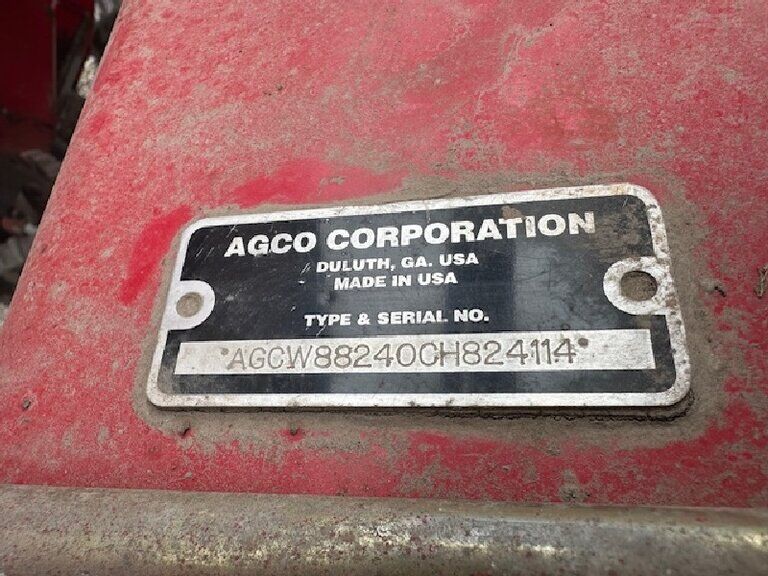 AGCO CORPORATION
DULUTH, GA. USA
MADE IN USA
TYPE & SERIAL NO.
*AGCW88240CH824114*